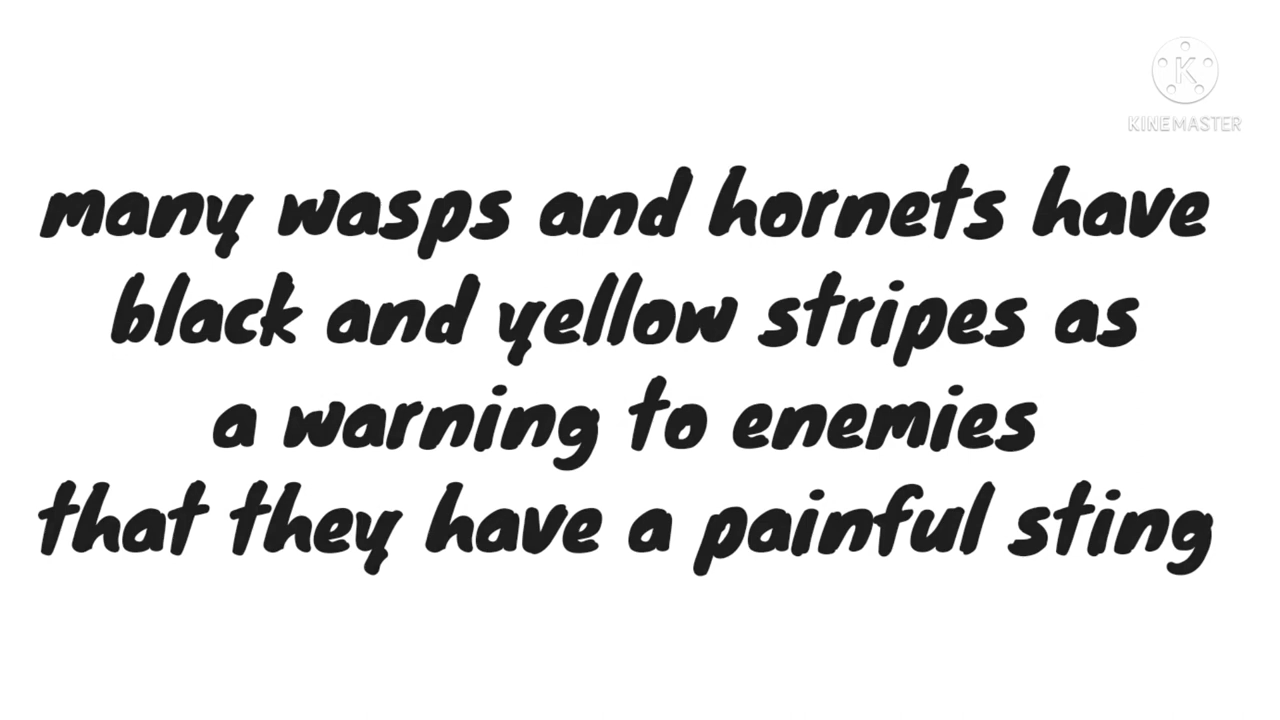 KINEMASTER
many wasps and hornets have
black and yellow stripes as
a warning to enemies
that they have a painful sting